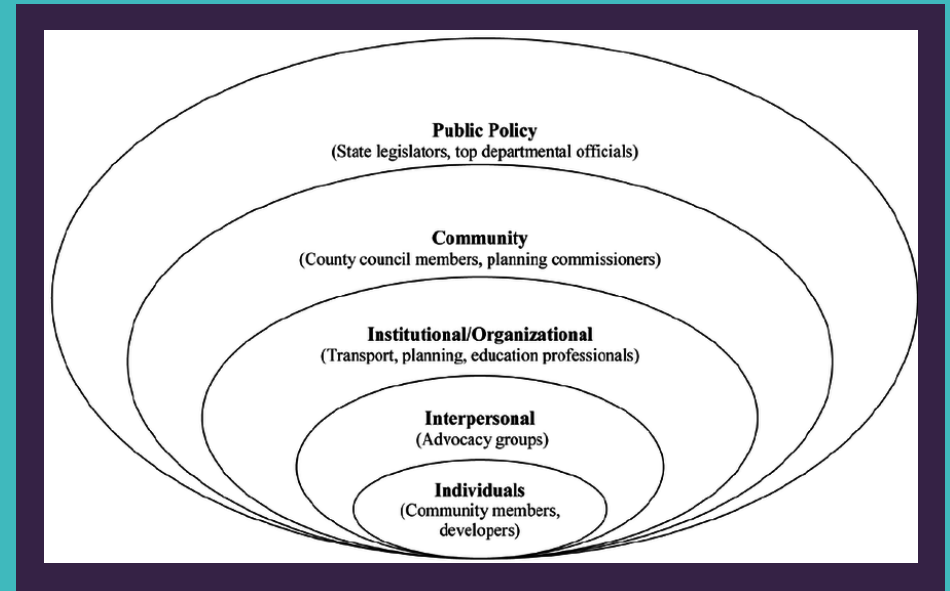 Public Policy
(State legislators, top departmental officials)
Community
(County council members, planning commissioners)
Institutional/Organizational
(Transport, planning, education professionals)
Interpersonal
(Advocacy groups)
Individuals
(Community members,
developers)